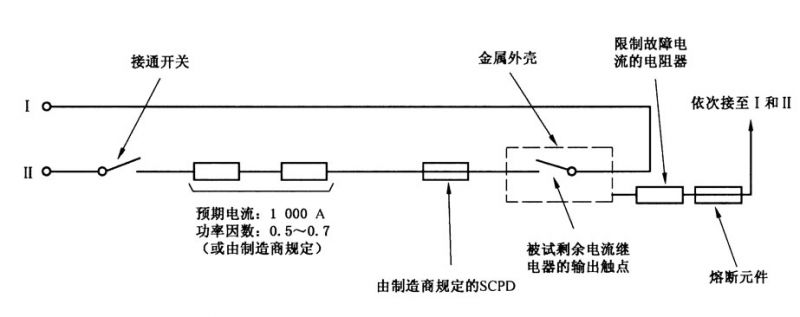 限制故障电
流的电阻器
接通开关
金属外壳
依次接至Ⅰ和Ⅱ
Ⅰ
Ⅱ
预期电流：1 000 A
功率因数：0.5～0.7
（或由制造商规定）
被试剩余电流继
电器的输出触点
熔断元件
由制造商规定的SCPD